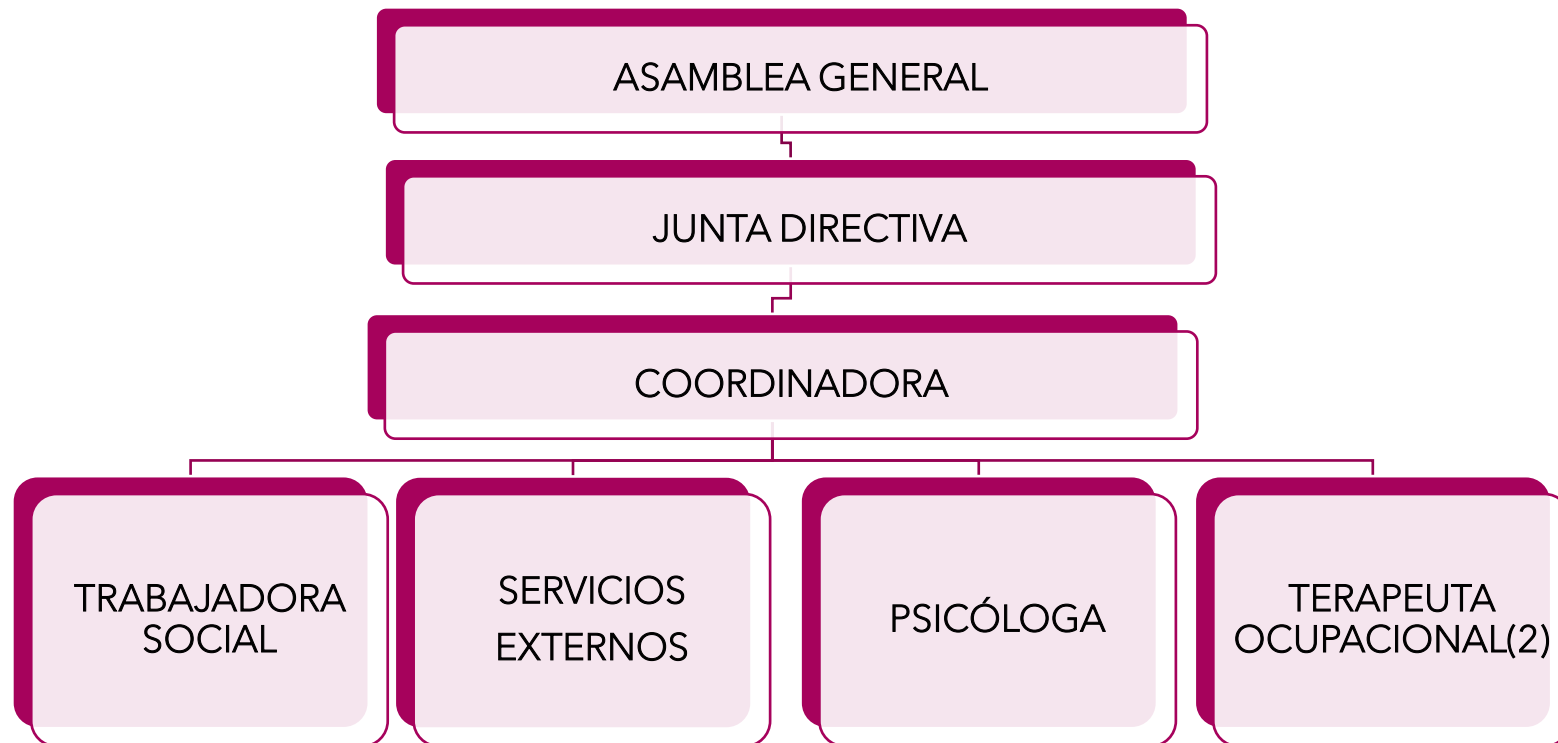 ASAMBLEA GENERAL
JUNTA DIRECTIVA
COORDINADORA
TRABAJADORA
SOCIAL
SERVICIOS
EXTERNOS
PSICÓLOGA
TERAPEUTA
OCUPACIONAL(2)